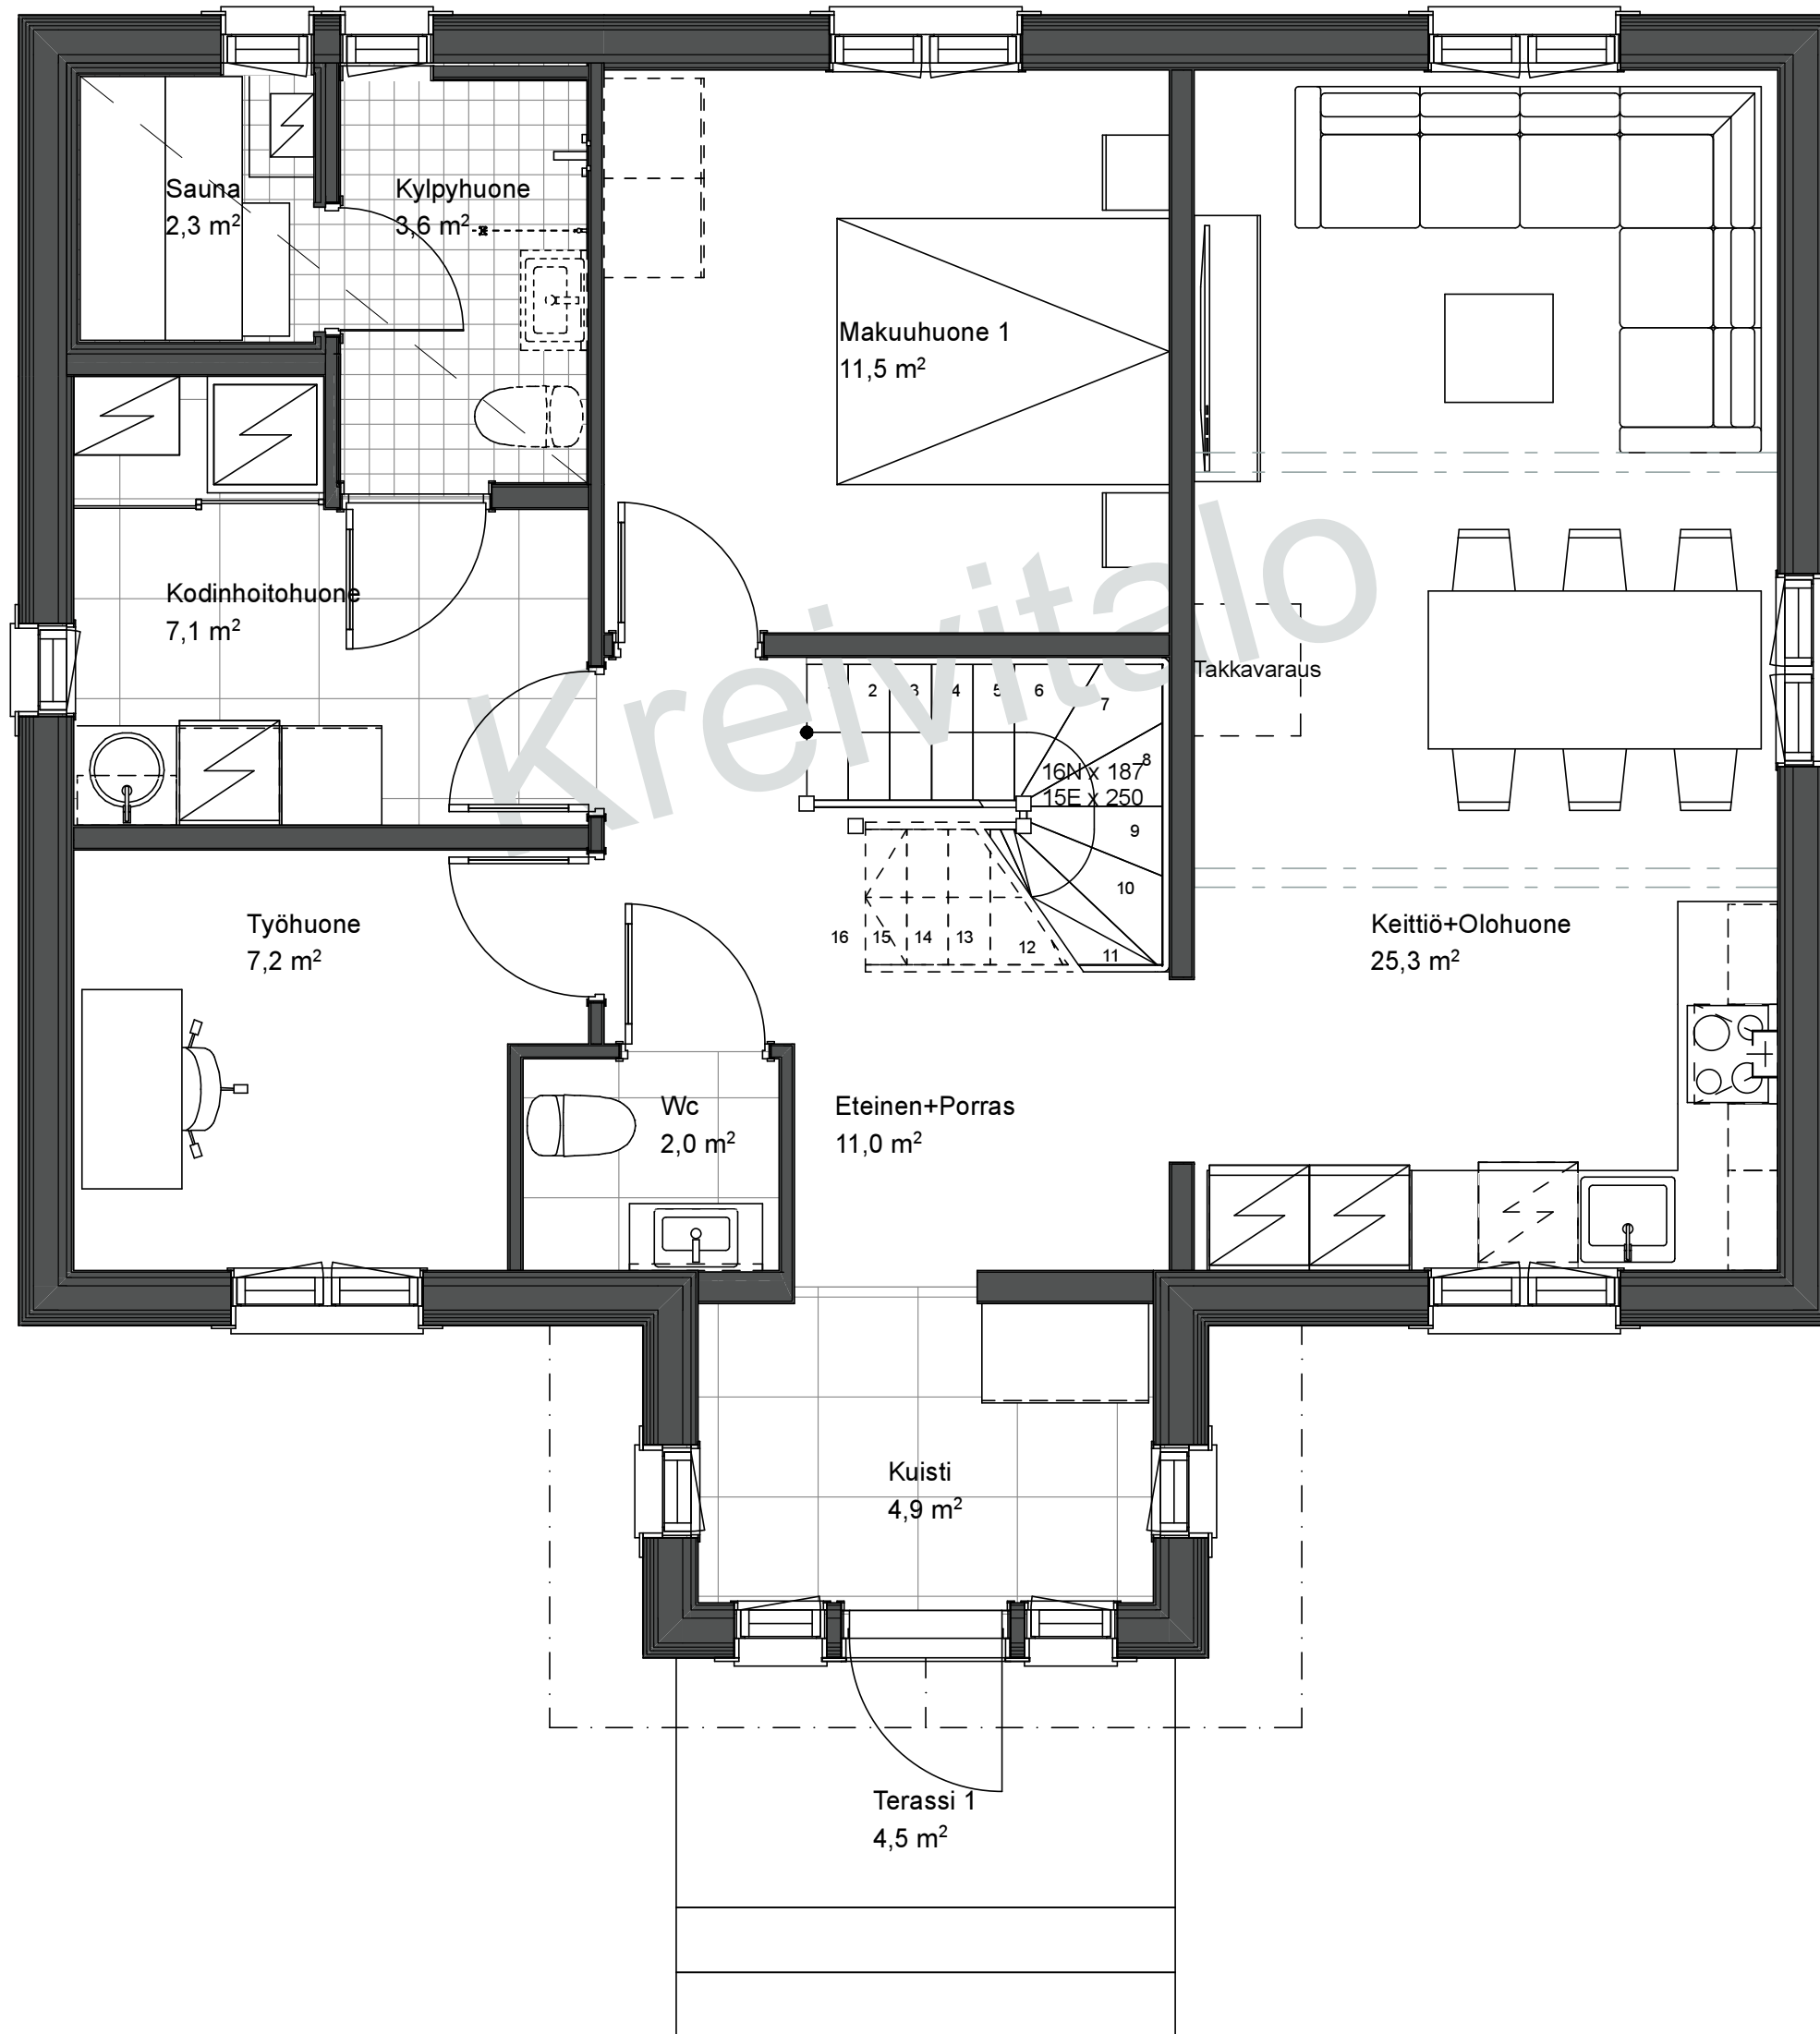 Sauna
2,3 m²
Kylpyhuone
3,6 m²
Makuuhuone 1
11,5 m²
Kodinhoitohuone
7,1 m²
Kreivitalo
Takkavaraus
1 2 3 4 5 6
7
8
16N x 187
15E x 250
9
10
16 15 14 13 12 11
Työhuone
7,2 m²
Keittiö+Olohuone
25,3 m²
Wc
2,0 m²
Eteinen+Porras
11,0 m²
Kuisti
4,9 m²
Terassi 1
4,5 m²